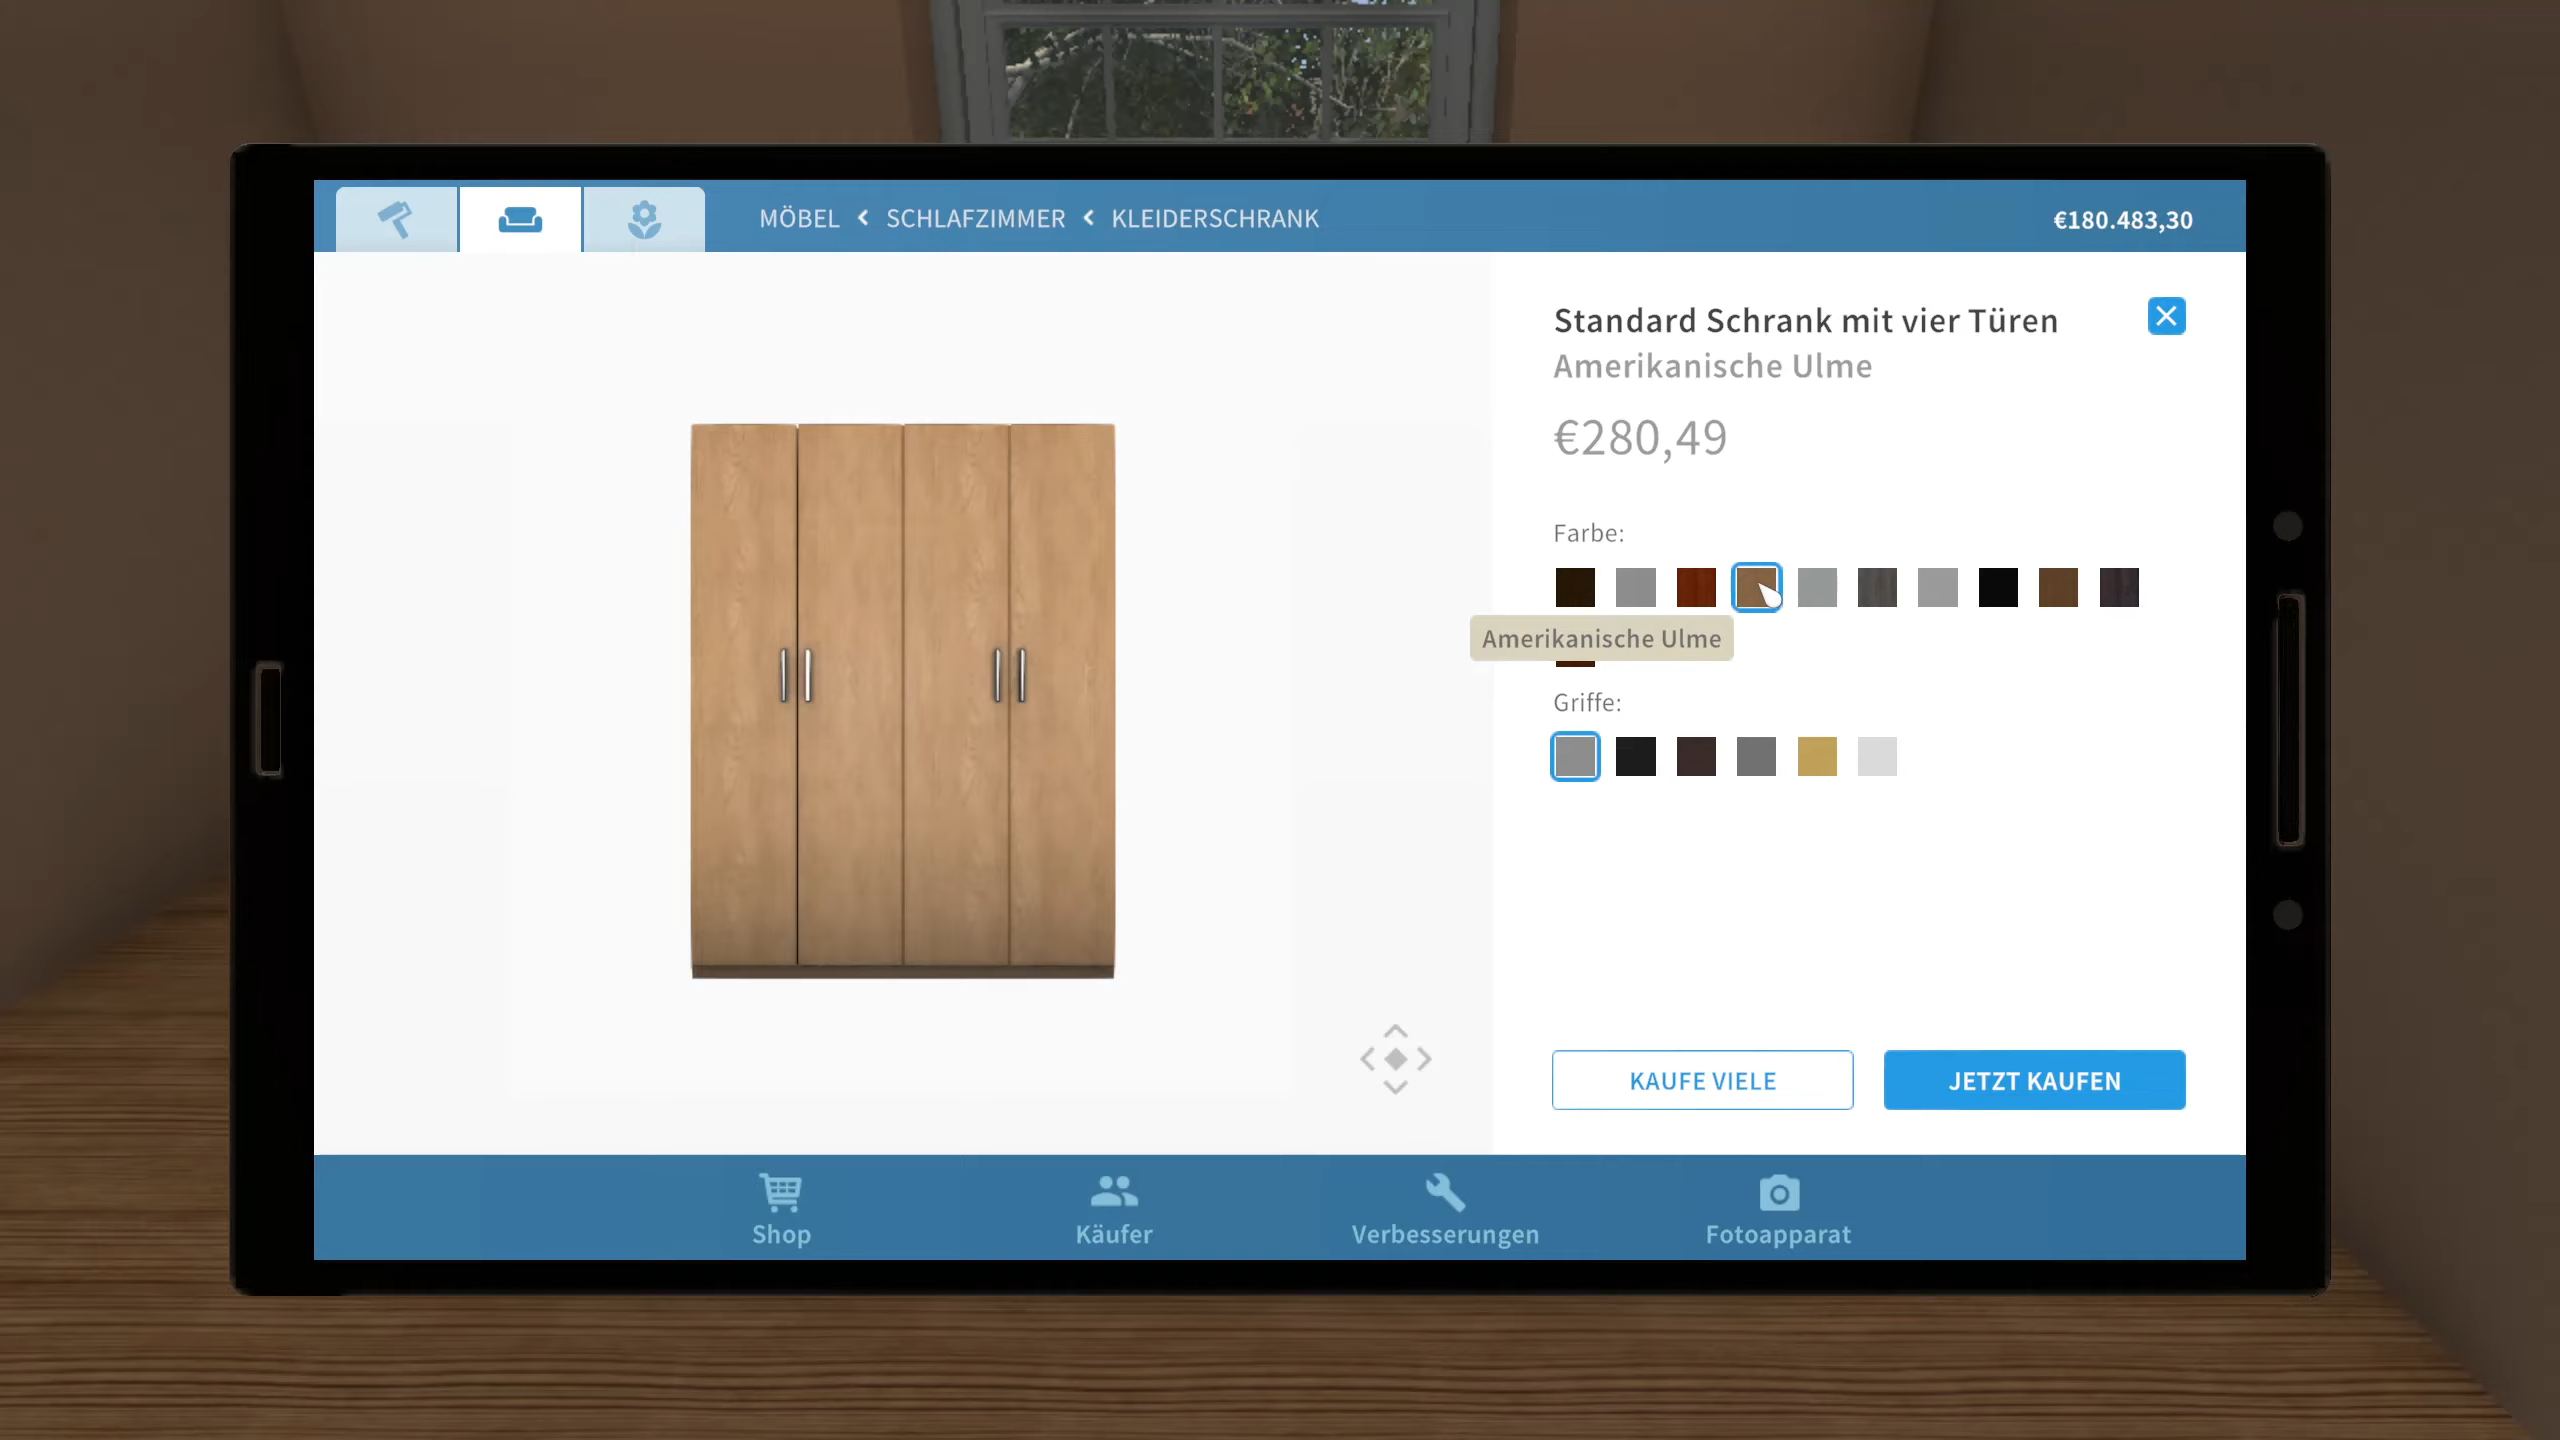 MÖBEL < SCHLAFZIMMER < KLEIDERSCHRANK
€180.483,30
Standard Schrank mit vier Türen
Amerikanische Ulme
€280,49
Farbe:
Amerikanische Ulme
Griffe:
KAUFE VIELE
JETZT KAUFEN
Shop
Käufer
Verbesserungen
Fotoapparat